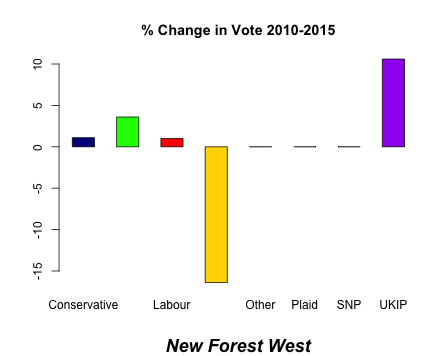 % Change in Vote 2010-2015
10
5
0
-5
-10
-15
Conservative Labour Other Plaid SNP UKIP
New Forest West